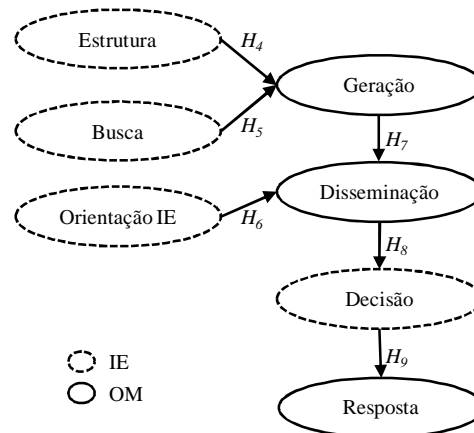 Estrutura
H4
Geração
Busca
H5
H7
Orientação IE
H6
Disseminação
H8
Decisão
H9
IE
OM
Resposta